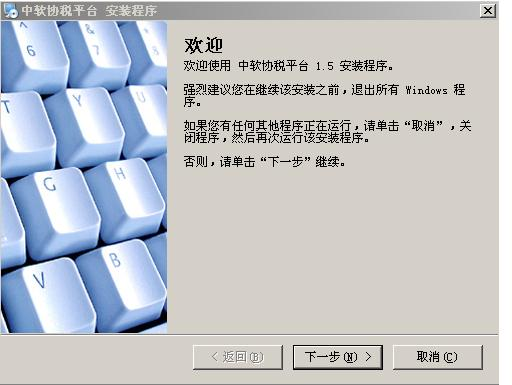 中软协税平台 安装程序
欢迎
欢迎使用 中软协税平台 1.5 安装程序。
强烈建议您在继续该安装之前，退出所有 Windows 程
序。
如果您有任何其他程序正在运行，请单击“取消”，关
闭程序，然后再次运行该安装程序。
否则，请单击“下一步”继续。
^ & 
6 7
T Y U
G H
V B
< 返回(B) 下一步(N) > 取消(C)